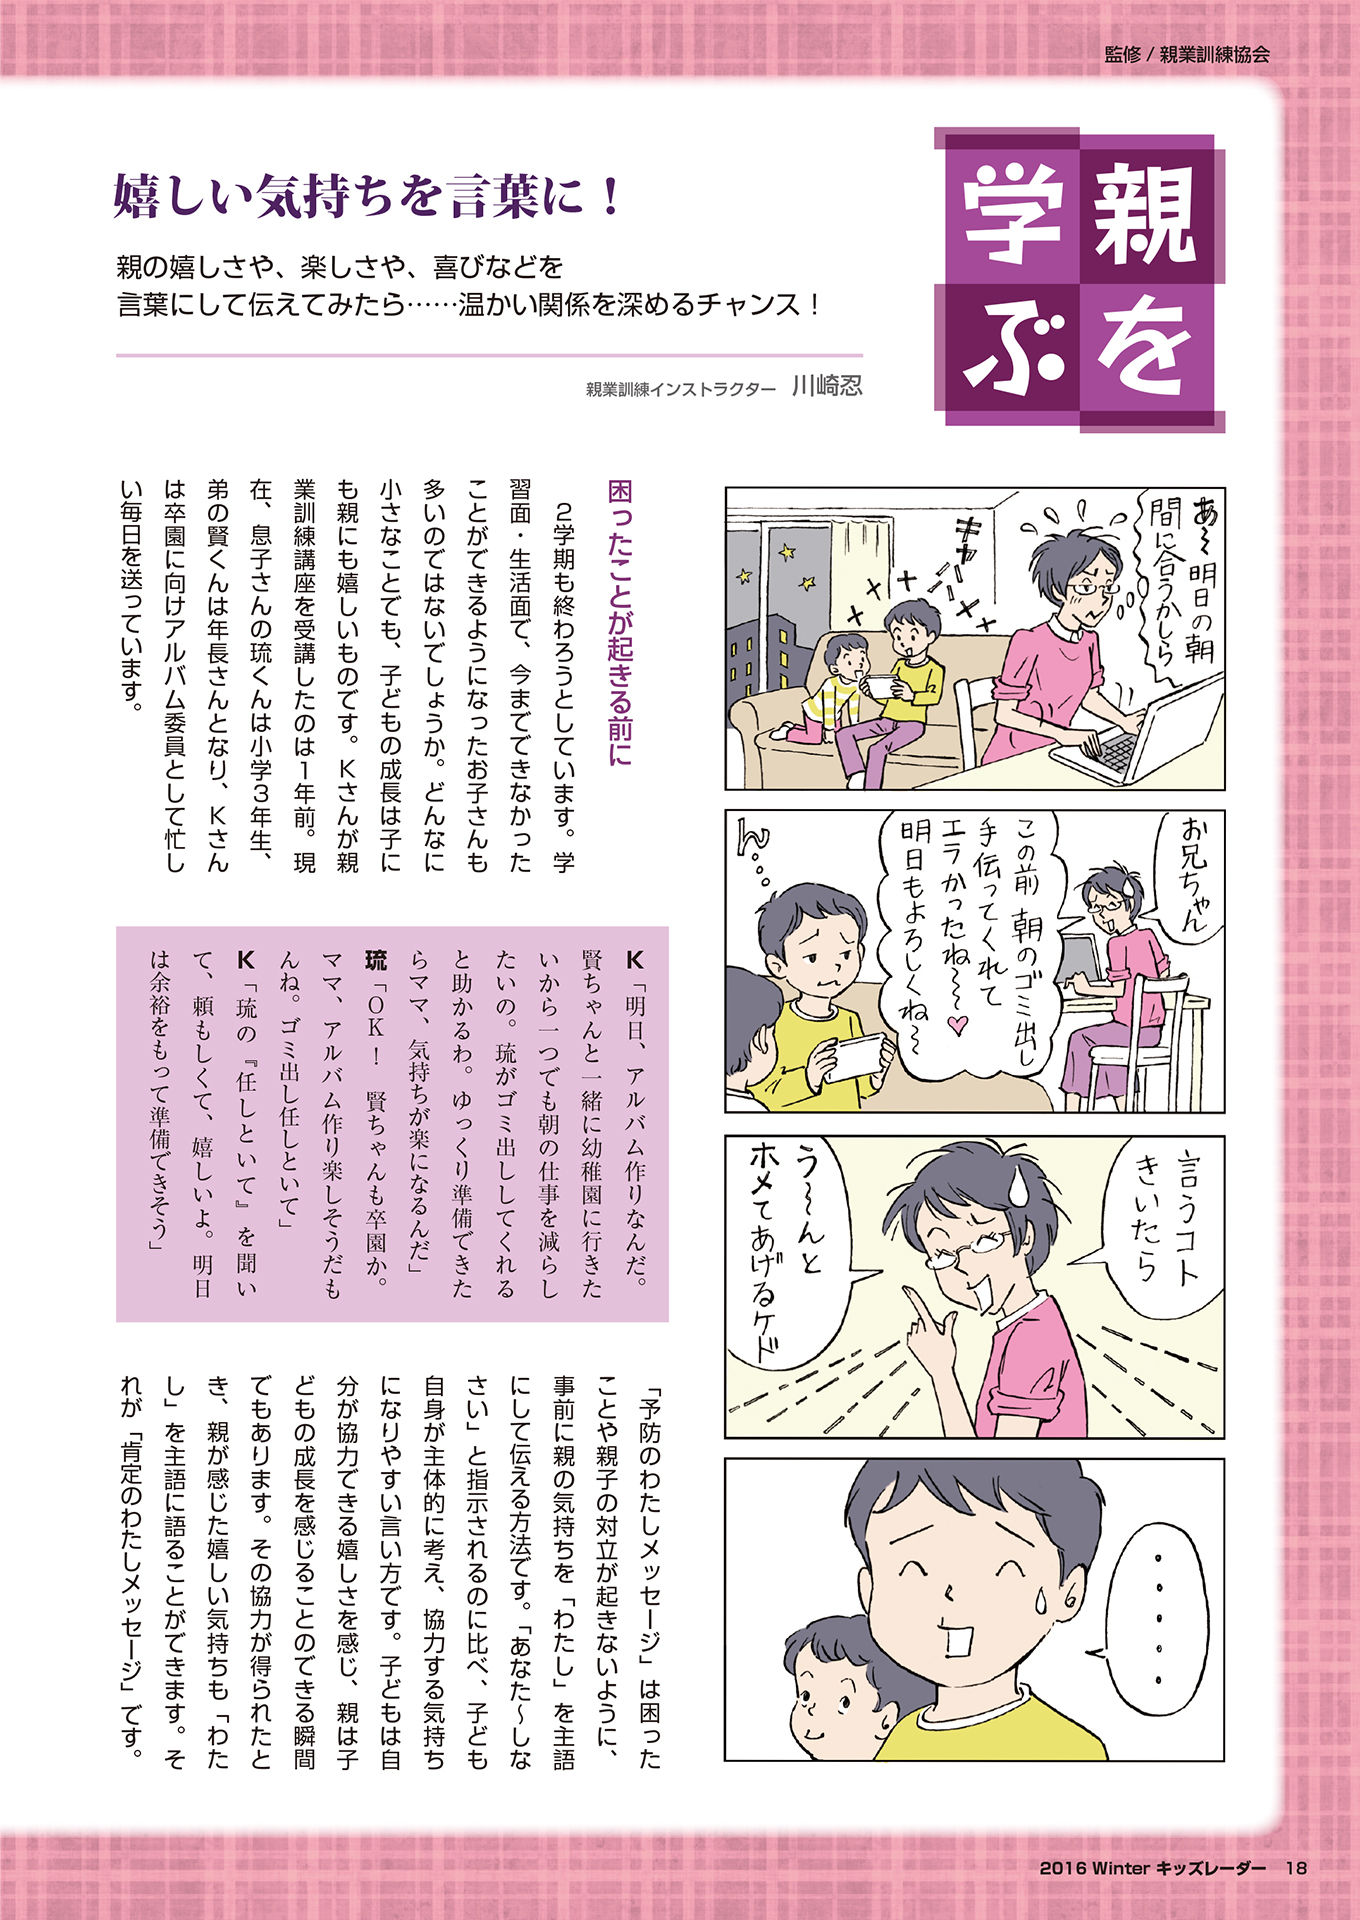 監修 / 親業訓練協会
親を
学ぶ
嬉しい気持ちを言葉に！
親の嬉しさや、楽しさや、喜びなどを
言葉にして伝えてみたら……温かい関係を深めるチャンス！
親業訓練インストラクター　川崎忍
あ〜明日の朝
間に合うかしら
キャハハハ
お兄ちゃん
この前 朝のゴミ出し
手伝ってくれて
エラかったね〜〜♥
明日もよろしくね〜
ん…
言うコト
きいたら
う〜んと
ホメてあげるケド
・・・・・
困ったことが起きる前に
　2学期も終わろうとしています。学
習面・生活面で、今までできなかった
ことができるようになったお子さんも
多いのではないでしょうか。どんなに
小さなことでも、子どもの成長は子に
も親にも嬉しいものです。Kさんが親
業訓練講座を受講したのは1年前。現
在、息子さんの琉くんは小学3年生、
弟の賢くんは年長さんとなり、Kさん
は卒園に向けアルバム委員として忙し
い毎日を送っています。
K「明日、アルバム作りなんだ。
賢ちゃんと一緒に幼稚園に行きた
いから一つでも朝の仕事を減らし
たいの。琉がゴミ出ししてくれる
と助かるわ。ゆっくり準備できた
らママ、気持ちが楽になるんだ」
琉「OK！　賢ちゃんも卒園か。
ママ、アルバム作り楽しそうだも
んね。ゴミ出し任しといて」
K「琉の『任しといて』を聞い
て、頼もしくて、嬉しいよ。明日
は余裕をもって準備できそう」
「予防のわたしメッセージ」は困った
ことや親子の対立が起きないように、
事前に親の気持ちを「わたし」を主語
にして伝える方法です。「あなた〜しな
さい」と指示されるのに比べ、子ども
自身が主体的に考え、協力する気持ち
になりやすい言い方です。子どもは自
分が協力できる嬉しさを感じ、親は子
どもの成長を感じることのできる瞬間
でもあります。その協力が得られたと
き、親が感じた嬉しい気持ちも「わた
し」を主語に語ることができます。そ
れが「肯定のわたしメッセージ」です。
2016 Winter キッズレーダー　18